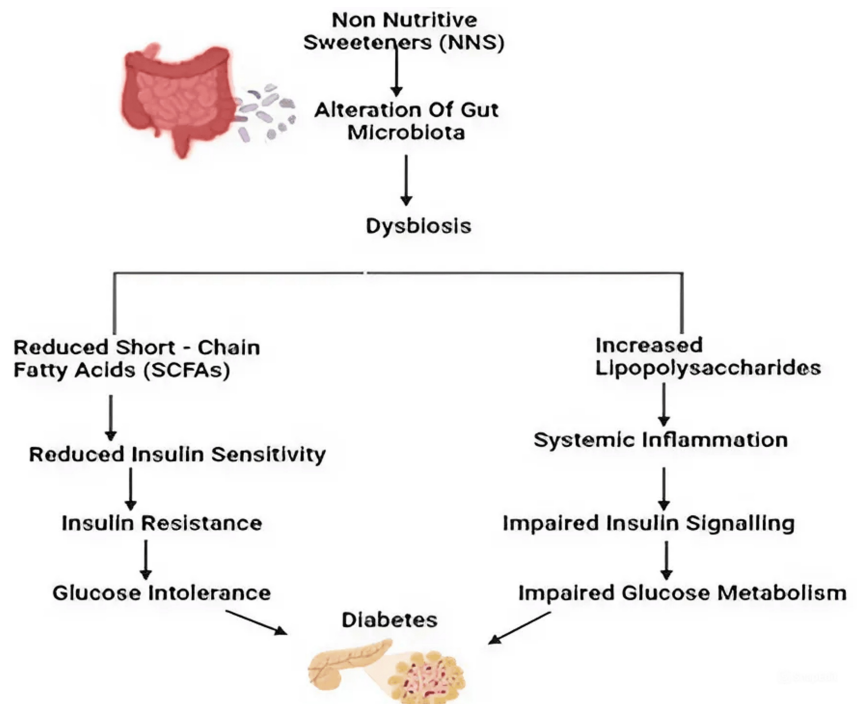 Non Nutritive
Sweeteners (NNS)
Alteration Of Gut
Microbiota
Dysbiosis
Reduced Short - Chain
Fatty Acids (SCFAs)
Reduced Insulin Sensitivity
Insulin Resistance
Glucose Intolerance
Increased
Lipopolysaccharides
Systemic Inflammation
Impaired Insulin Signalling
Impaired Glucose Metabolism
Diabetes